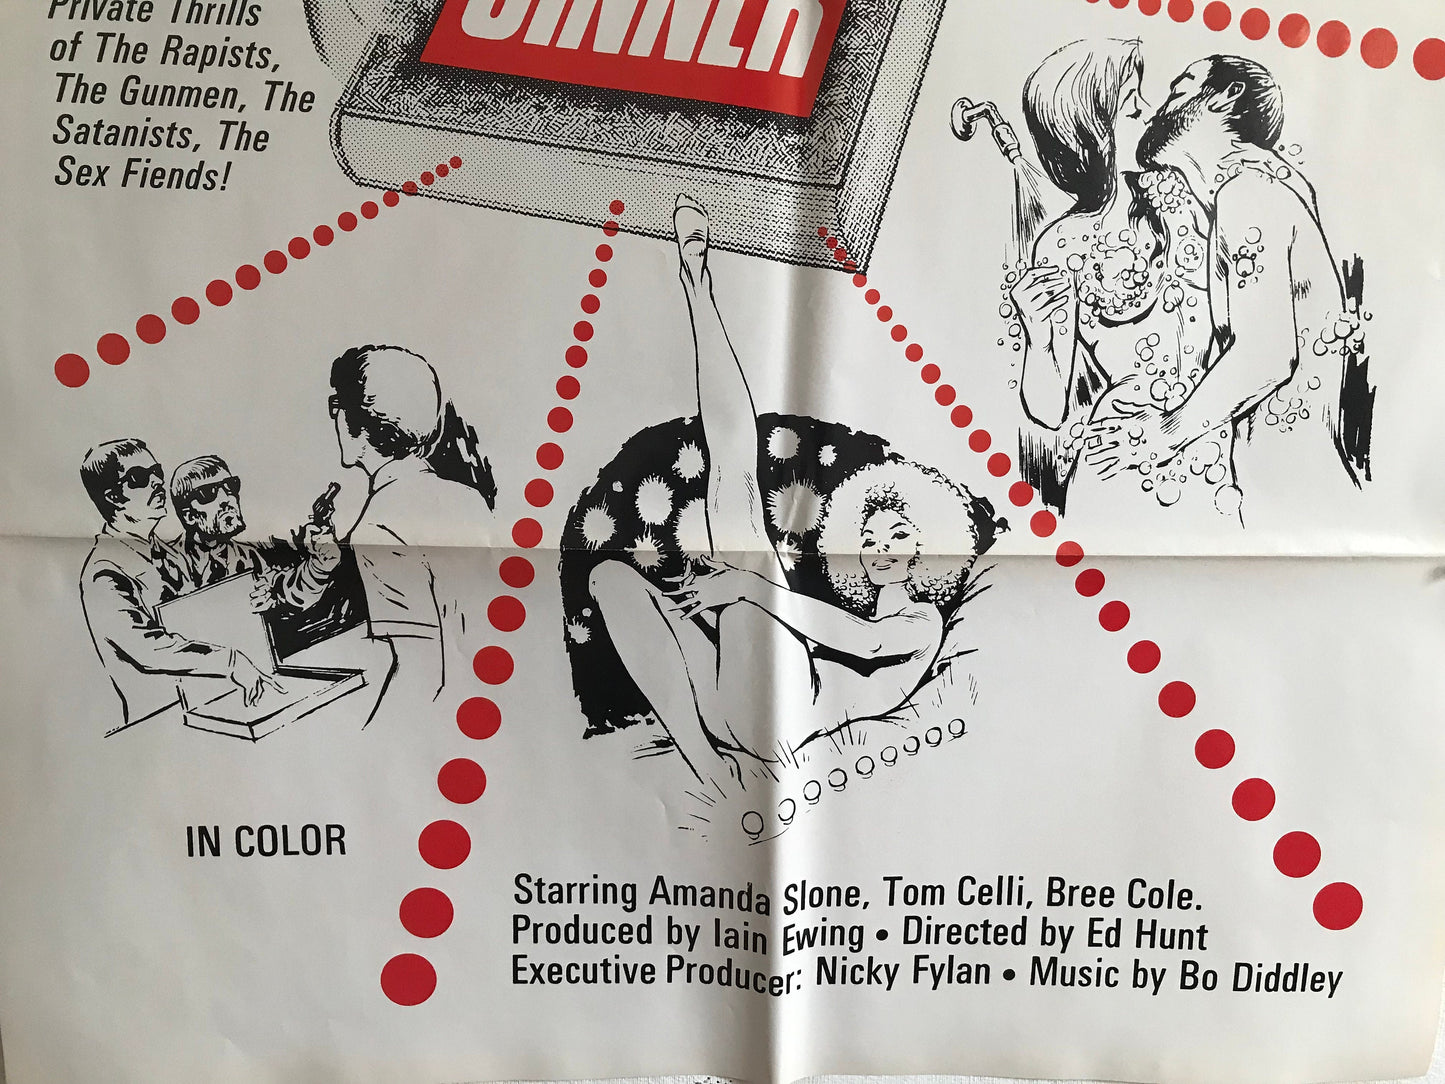 Private Thrills
of The Rapists,
The Gunmen, The
Satanists, The
Sex Fiends!
SINNER
IN COLOR
Starring Amanda Slone, Tom Celli, Bree Cole.
Produced by Iain Ewing • Directed by Ed Hunt
Executive Producer: Nicky Fylan • Music by Bo Diddley